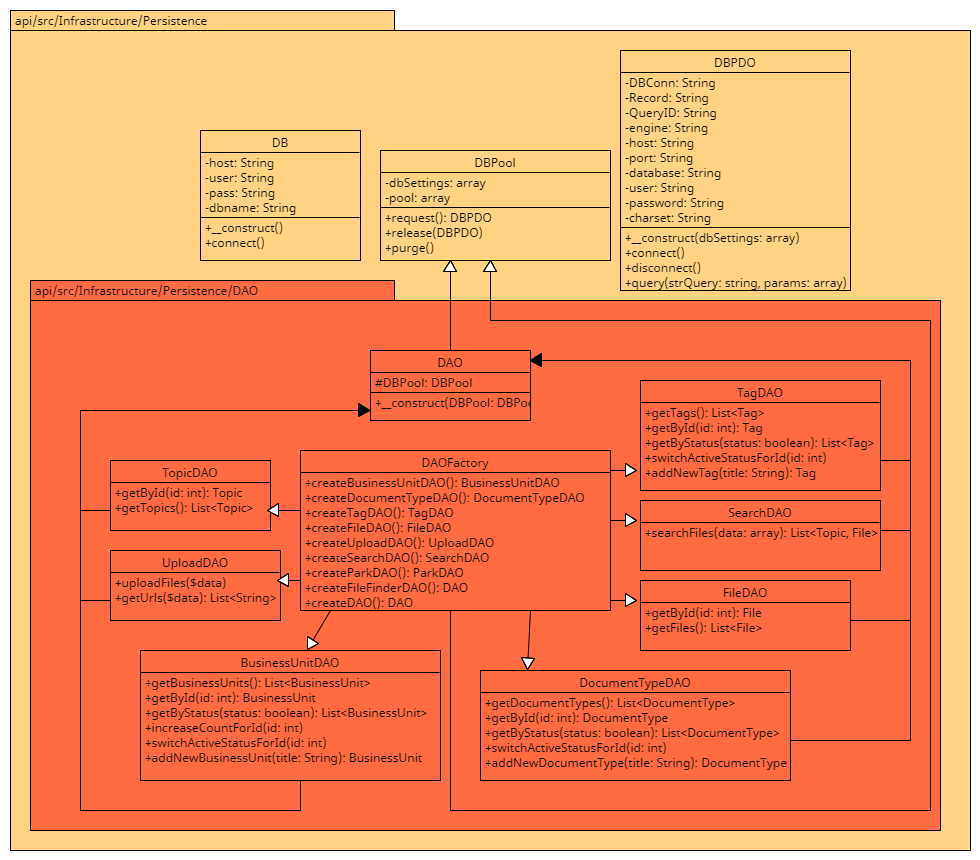 api/src/Infrastructure/Persistence
DBPDO
-DBConn: String
-Record: String
-QueryID: String
-engine: String
-host: String
-port: String
-database: String
-user: String
-password: String
-charset: String
+__construct(dbSettings: array)
+connect()
+disconnect()
+query(strQuery: string, params: array)
DB
-host: String
-user: String
-pass: String
-dbname: String
+__construct()
+connect()
DBPool
-dbSettings: array
-pool: array
+request(): DBPDO
+release(DBPDO)
+purge()
api/src/Infrastructure/Persistence/DAO
DAO
#DBPool: DBPool
+__construct(DBPool: DBPoo
TagDAO
+getTags(): List<Tag>
+getById(id: int): Tag
+getByStatus(status: boolean): List<Tag>
+switchActiveStatusForId(id: int)
+addNewTag(title: String): Tag
TopicDAO
+getById(id: int): Topic
+getTopics(): List<Topic>
DAOFactory
+createBusinessUnitDAO(): BusinessUnitDAO
+createDocumentTypeDAO(): DocumentTypeDAO
+createTagDAO(): TagDAO
+createFileDAO(): FileDAO
+createUploadDAO(): UploadDAO
+createSearchDAO(): SearchDAO
+createParkDAO(): ParkDAO
+createFileFinderDAO(): DAO
+createDAO(): DAO
SearchDAO
+searchFiles(data: array): List<Topic, File>
UploadDAO
+uploadFiles($data)
+getUrls($data): List<String>
FileDAO
+getById(id: int): File
+getFiles(): List<File>
BusinessUnitDAO
+getBusinessUnits(): List<BusinessUnit>
+getById(id: int): BusinessUnit
+getByStatus(status: boolean): List<BusinessUnit>
+increaseCountForId(id: int)
+switchActiveStatusForId(id: int)
+addNewBusinessUnit(title: String): BusinessUnit
DocumentTypeDAO
+getDocumentTypes(): List<DocumentType>
+getById(id: int): DocumentType
+getByStatus(status: boolean): List<DocumentType>
+switchActiveStatusForId(id: int)
+addNewDocumentType(title: String): DocumentType